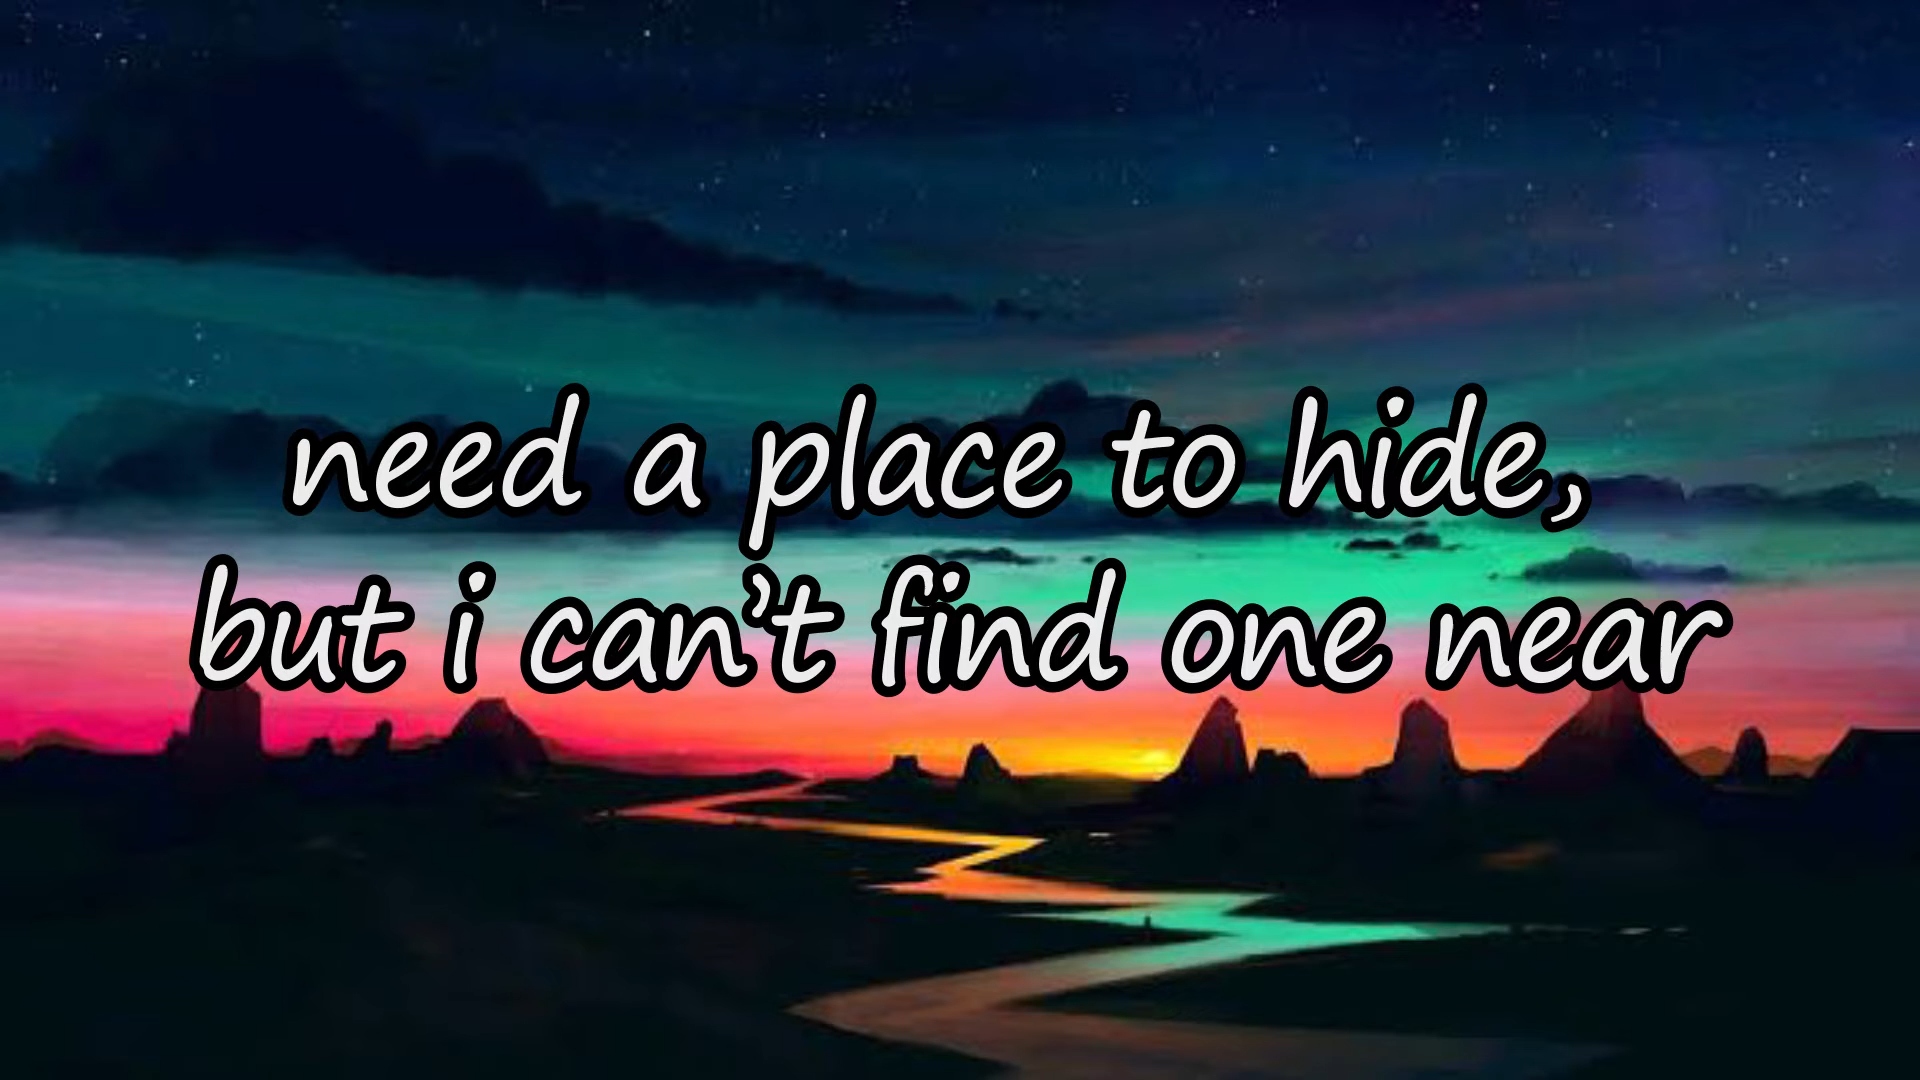 need a place to hide,
but i can’t find one near